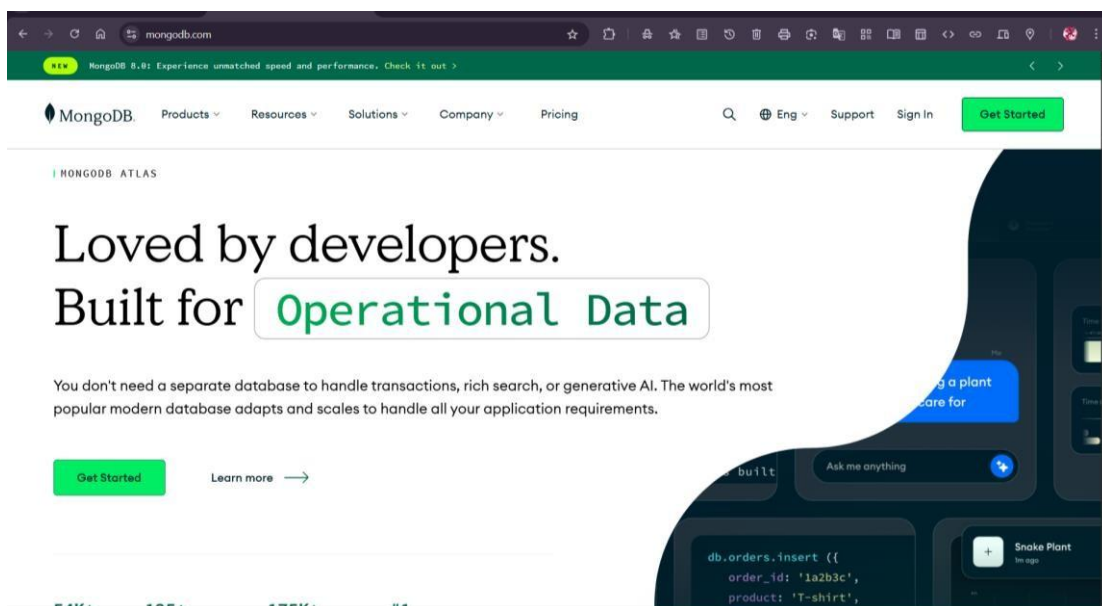 mongodb.com
NEW MongoDB 8.0: Experience unmatched speed and performance. Check it out >
MongoDB. Products Resources Solutions Company Pricing Eng Support Sign In Get Started
MONGODB ATLAS
Loved by developers.
Built for Operational Data
You don't need a separate database to handle transactions, rich search, or generative AI. The world's most
popular modern database adapts and scales to handle all your application requirements.
Get Started Learn more
Me
g a plant
care for
built
Ask me anything
Time
Time
9
db.orders.insert ({
order_id: '1a2b3c',
product: 'T-shirt',
Snake Plant
1m ago